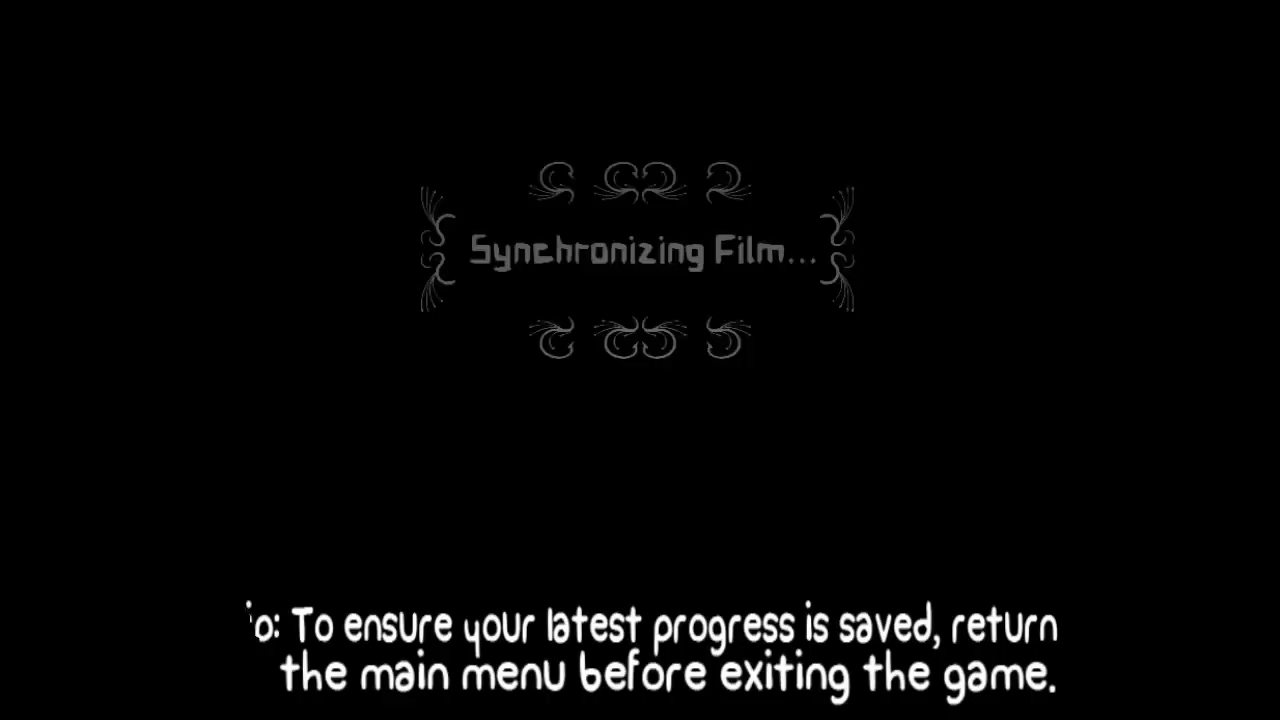 Synchronizing Film...
To ensure your latest progress is saved, return
the main menu before exiting the game.